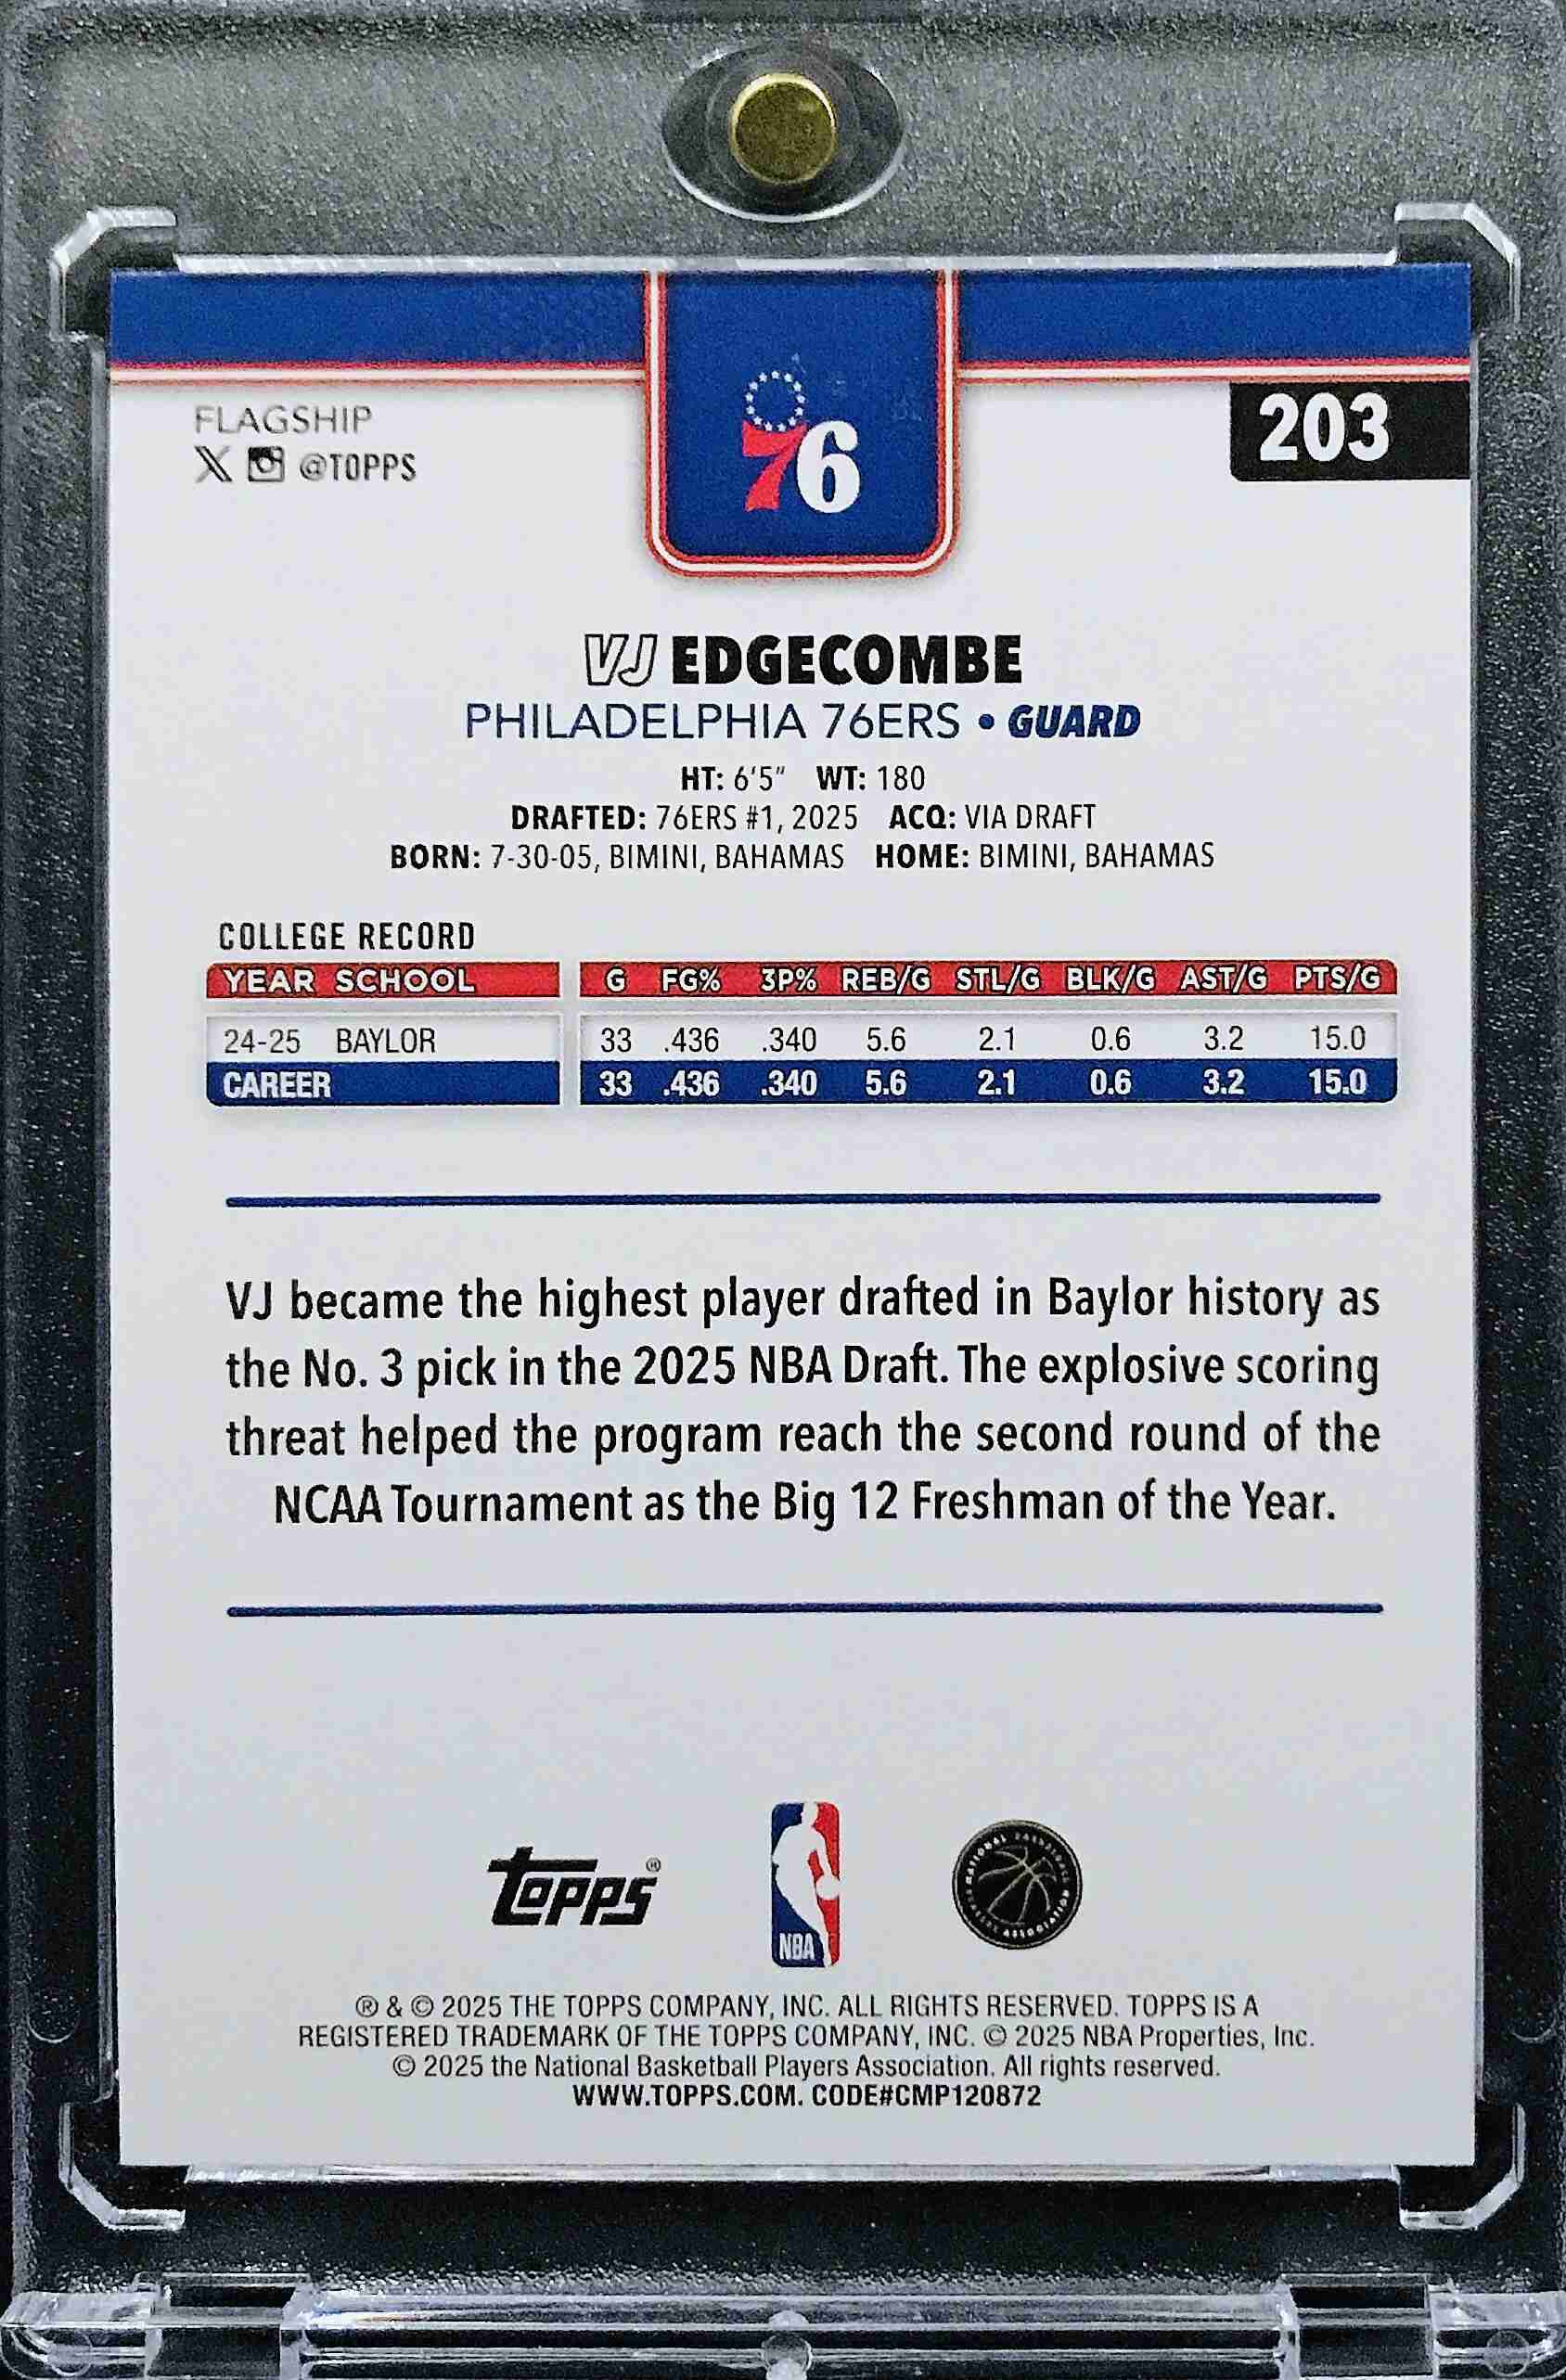 FLAGSHIP
X @TOPPS
76
203
VJ EDGECOMBE
PHILADELPHIA 76ERS • GUARD
HT: 6'5" WT: 180
DRAFTED: 76ERS #1, 2025 ACQ: VIA DRAFT
BORN: 7-30-05, BIMINI, BAHAMAS HOME: BIMINI, BAHAMAS
COLLEGE RECORD
YEAR SCHOOL G FG% 3P% REB/G STL/G BLK/G AST/G PTS/G
24-25 BAYLOR 33 .436 .340 5.6 2.1 0.6 3.2 15.0
CAREER 33 .436 .340 5.6 2.1 0.6 3.2 15.0
VJ became the highest player drafted in Baylor history as
the No. 3 pick in the 2025 NBA Draft. The explosive scoring
threat helped the program reach the second round of the
NCAA Tournament as the Big 12 Freshman of the Year.
topps®
NBA
NATIONAL BASKETBALL PLAYERS ASSOCIATION
® & © 2025 THE TOPPS COMPANY, INC. ALL RIGHTS RESERVED. TOPPS IS A
REGISTERED TRADEMARK OF THE TOPPS COMPANY, INC. © 2025 NBA Properties, Inc.
© 2025 the National Basketball Players Association. All rights reserved.
WWW.TOPPS.COM. CODE#CMP120872